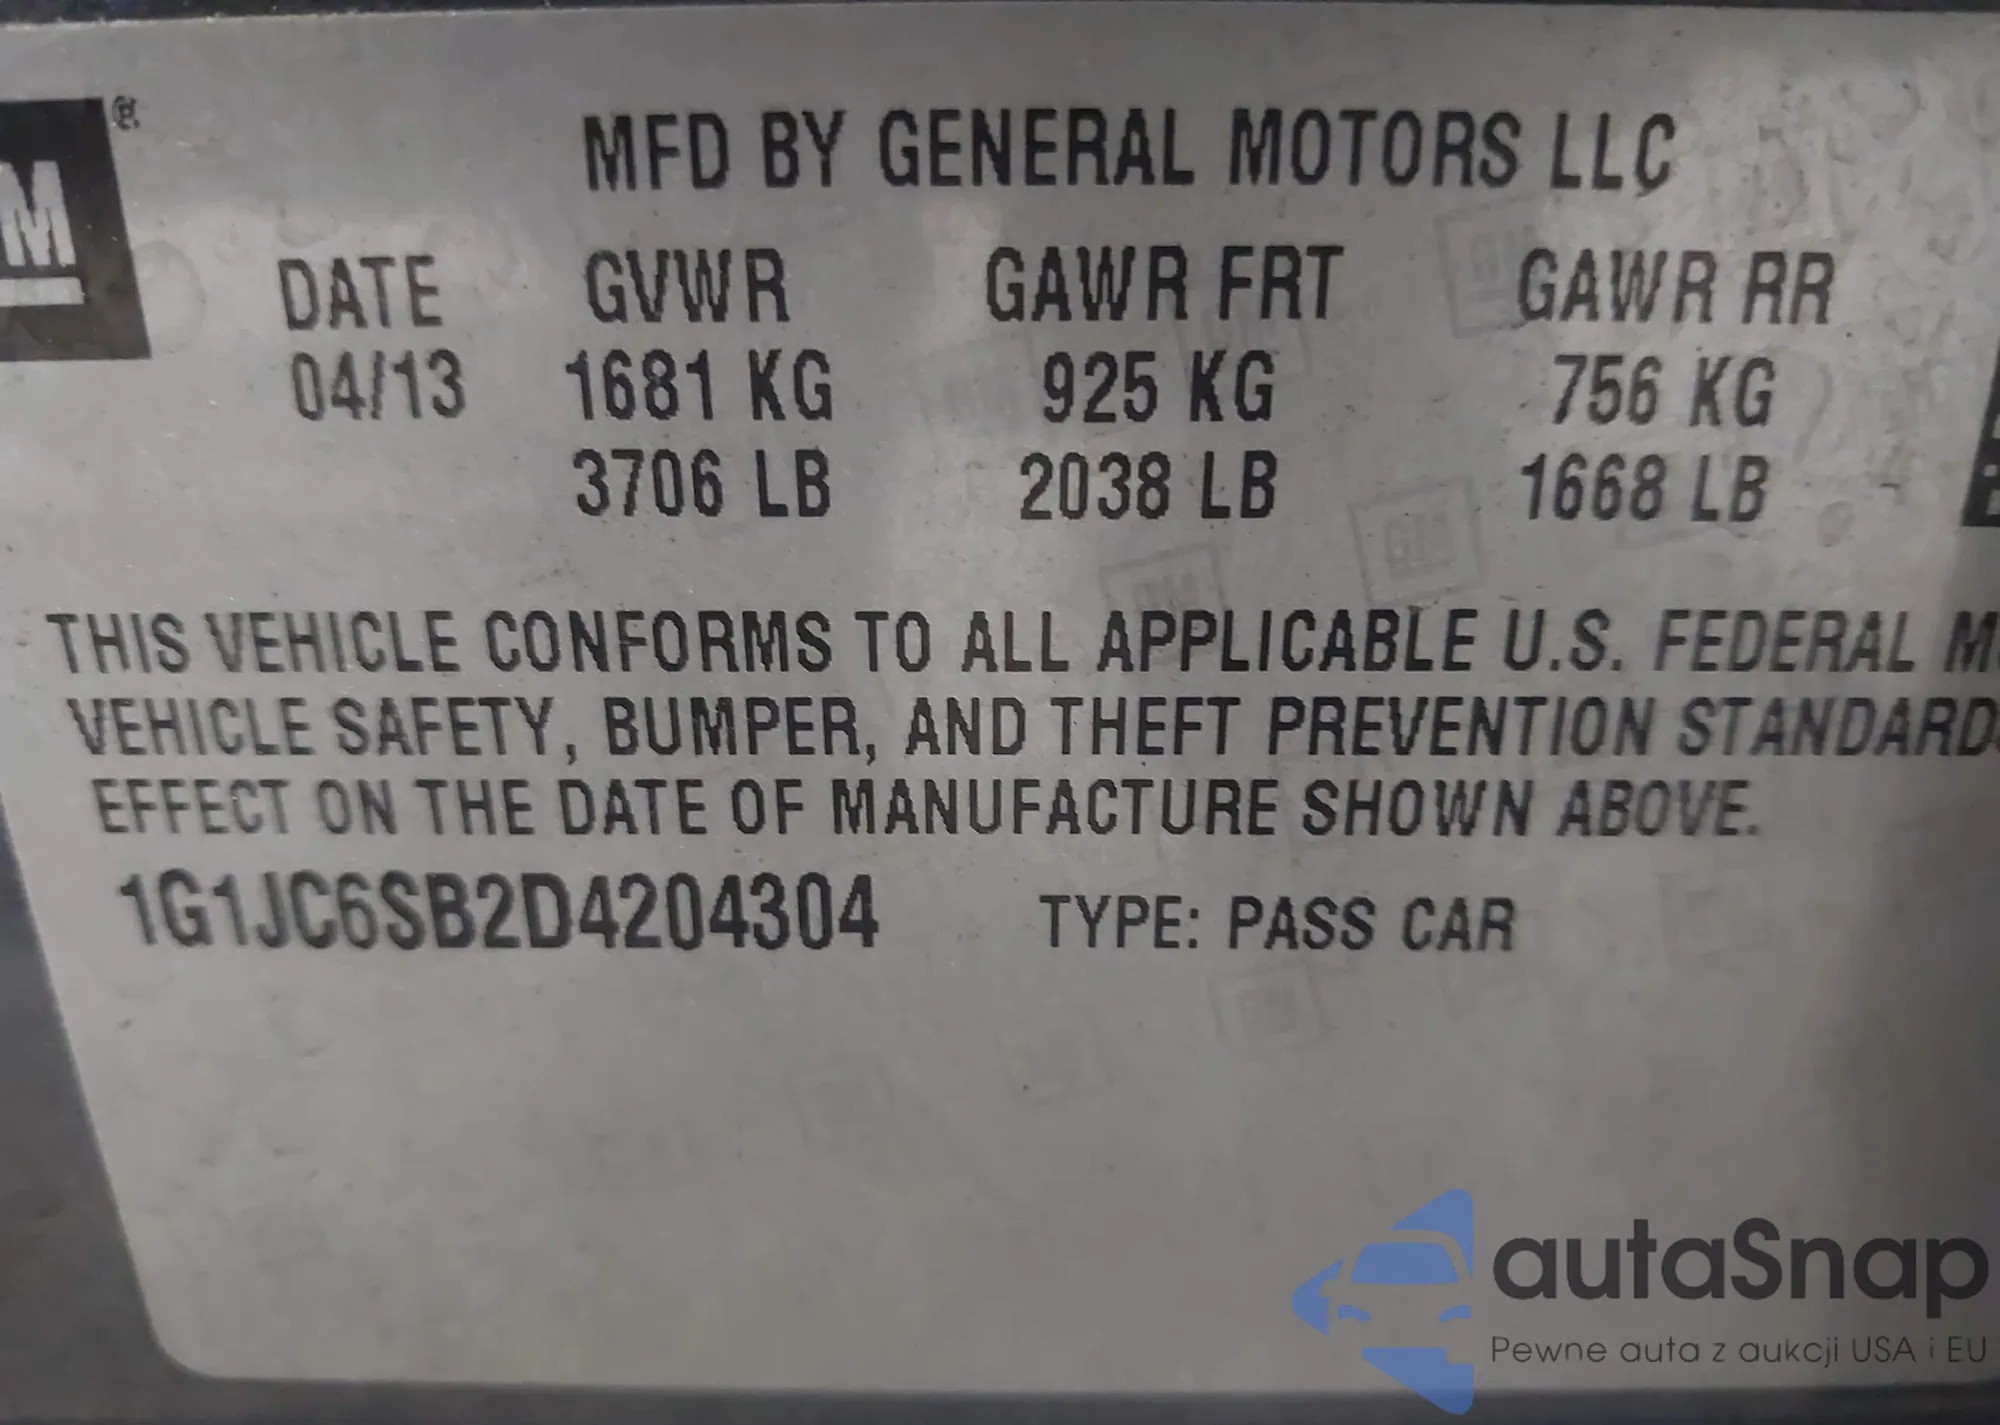 M ®
MFD BY GENERAL MOTORS LLC
DATE GVWR GAWR FRT GAWR RR
04/13 1681 KG 925 KG 756 KG
3706 LB 2038 LB 1668 LB
THIS VEHICLE CONFORMS TO ALL APPLICABLE U.S. FEDERAL M
VEHICLE SAFETY, BUMPER, AND THEFT PREVENTION STANDARD
EFFECT ON THE DATE OF MANUFACTURE SHOWN ABOVE.
1G1JC6SB2D4204304 TYPE: PASS CAR
autaSnap
Pewne auta z aukcji USA i EU